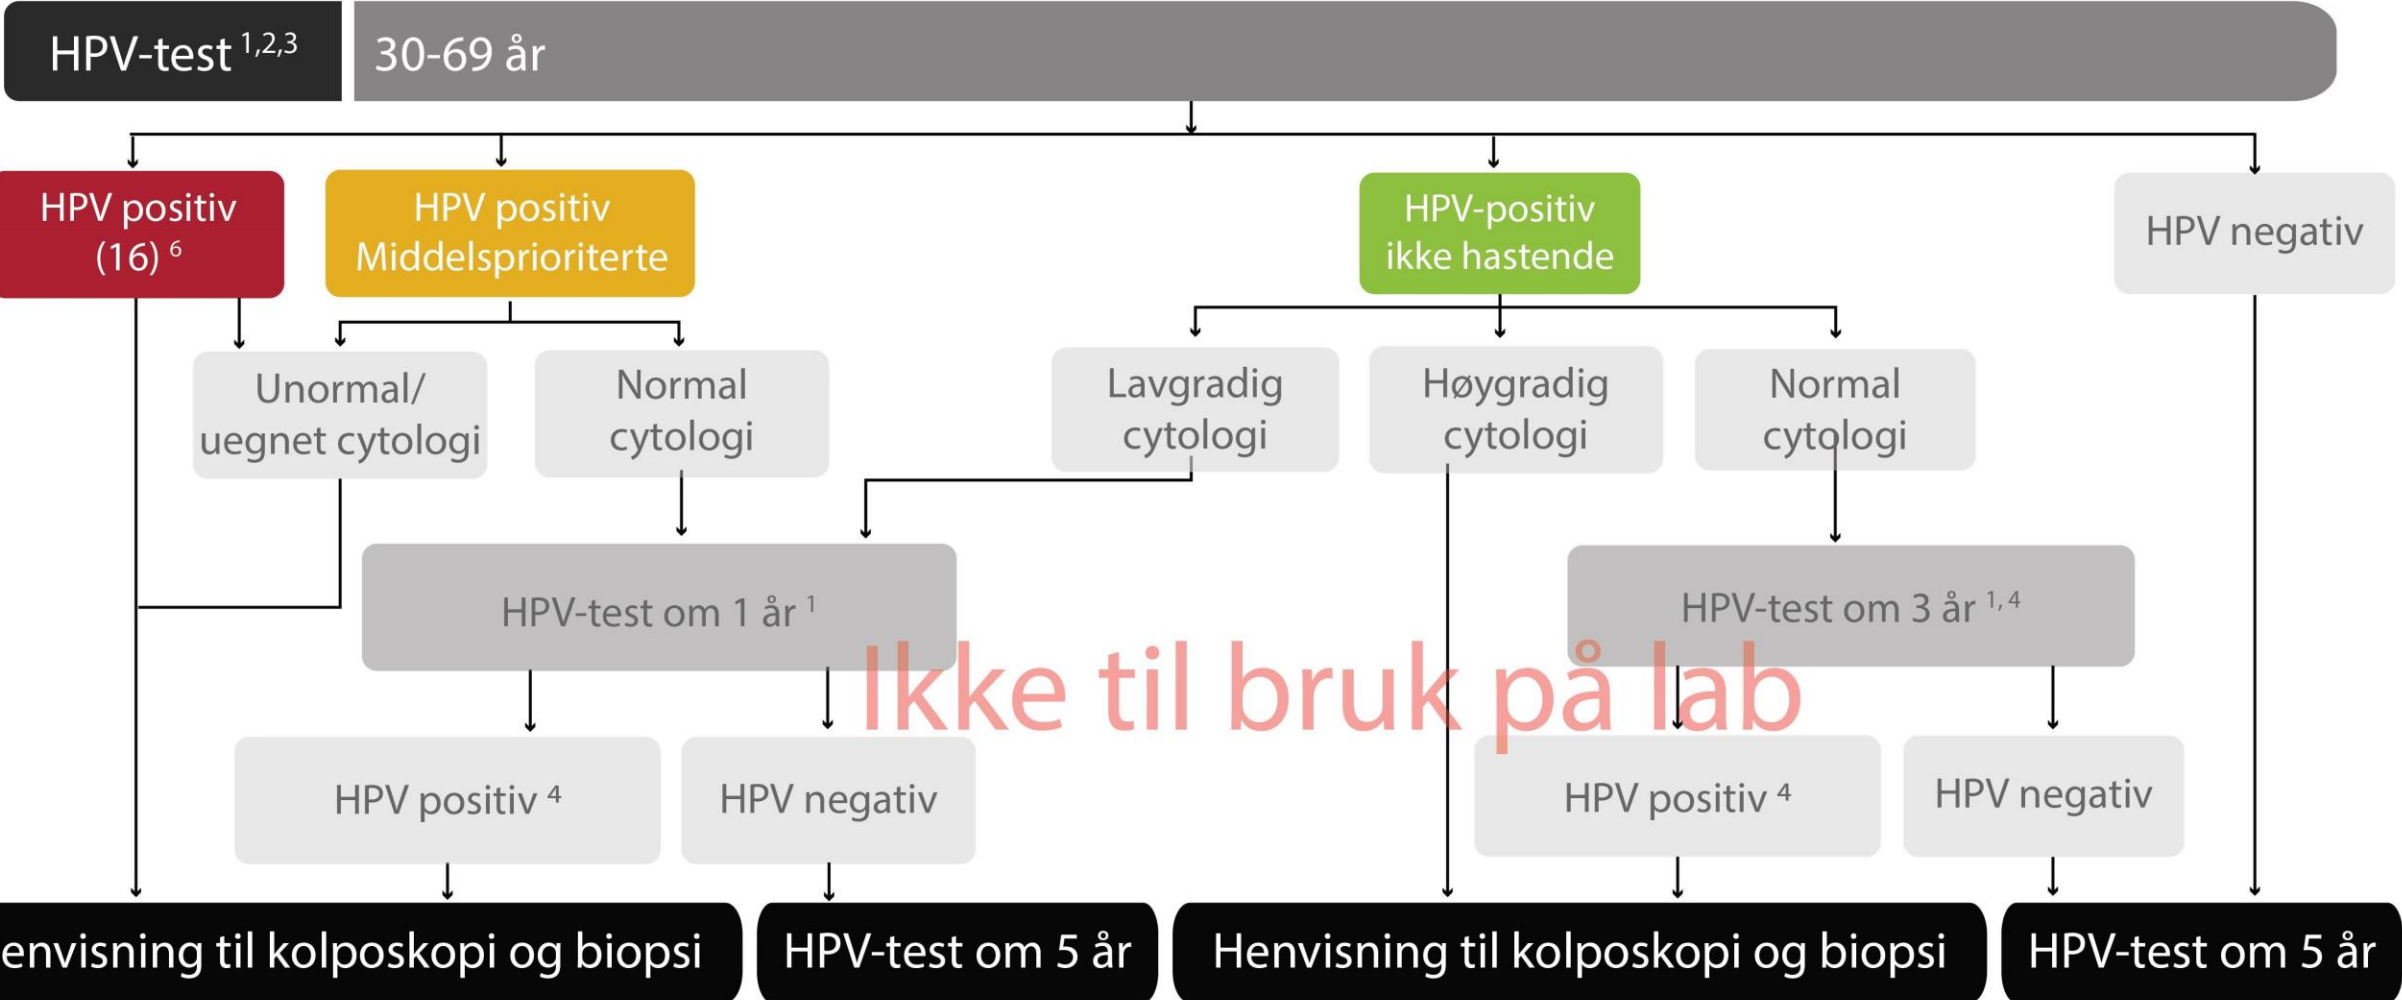 HPV-test 1,2,3
30-69 år
HPV positiv
(16) 6
HPV positiv
Middelsprioriterte
HPV-positiv
ikke hastende
HPV negativ
Unormal/
uegnet cytologi
Normal
cytologi
Lavgradig
cytologi
Høygradig
cytologi
Normal
cytologi
HPV-test om 1 år 1
HPV-test om 3 år 1, 4
Ikke til bruk på lab
HPV positiv 4
HPV negativ
HPV positiv 4
HPV negativ
envisning til kolposkopi og biopsi
HPV-test om 5 år
Henvisning til kolposkopi og biopsi
HPV-test om 5 år